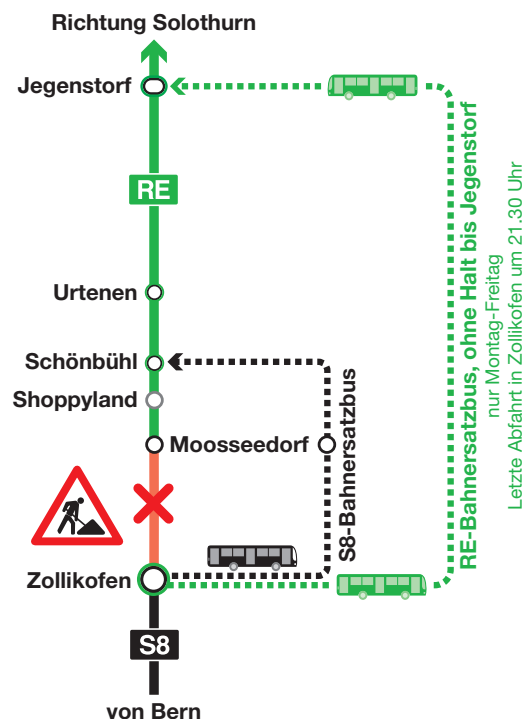 Richtung Solothurn
Jegenstorf
RE
Urtenen
Schönbühl
Shoppyland
Moosseedorf
Zollikofen
S8
von Bern
S8-Bahnersatzbus
RE-Bahnersatzbus, ohne Halt bis Jegenstorf
nur Montag-Freitag
Letzte Abfahrt in Zollikofen um 21.30 Uhr